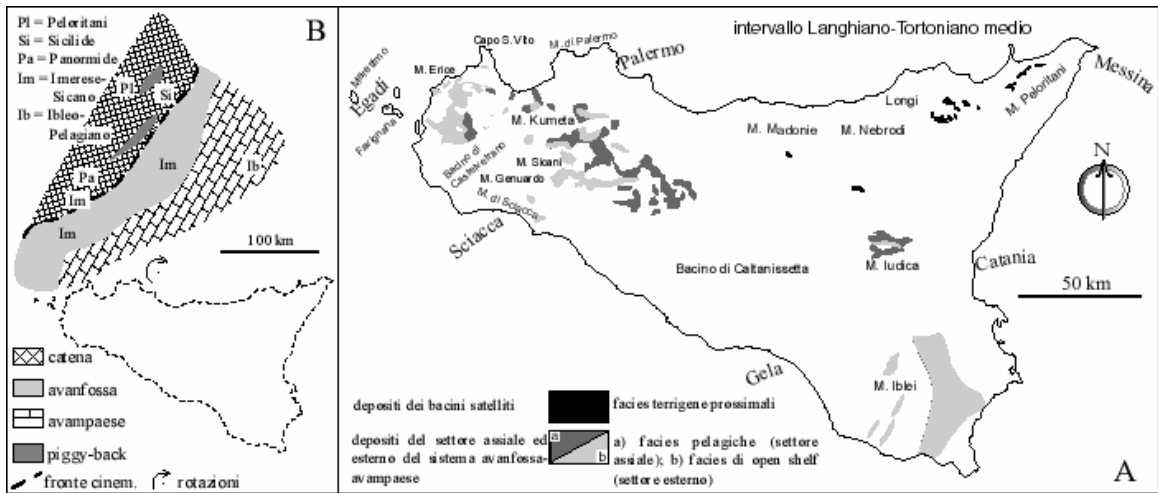 Pl = Peloritani
Si = Sicilide
Pa = Panormide
Im = Imerese-
Sicano
Ib = Ibleo-
Pelagiano
B
Pl
Si
Im
Ib
Pa
Im
Im
100 km
catena
avanfossa
avampaese
piggy-back
fronte cinem.
rotazioni
intervallo Langhiano-Tortoniano medio
Capo S. Vito
M. di Palermo
Palermo
Messina
M. Erice
Marettimo
Egadi
Favignana
M. Peloritani
Longi
M. Kumeta
M. Madonie
M. Nebrodi
Bacino di
Castelvetrano
M. Sicani
M. Genuardo
M. di Sciacca
Sciacca
N
M. Iudica
Catania
Bacino di Caltanissetta
50 km
Gela
M. Iblei
depositi dei bacini satelliti
facies terrigene prossimali
depositi del settore assiale ed
esterno del sistema avanfossa-
avampaese
a
b
a) facies pelagiche (settore
assiale); b) facies di open shelf
(settore esterno)
A